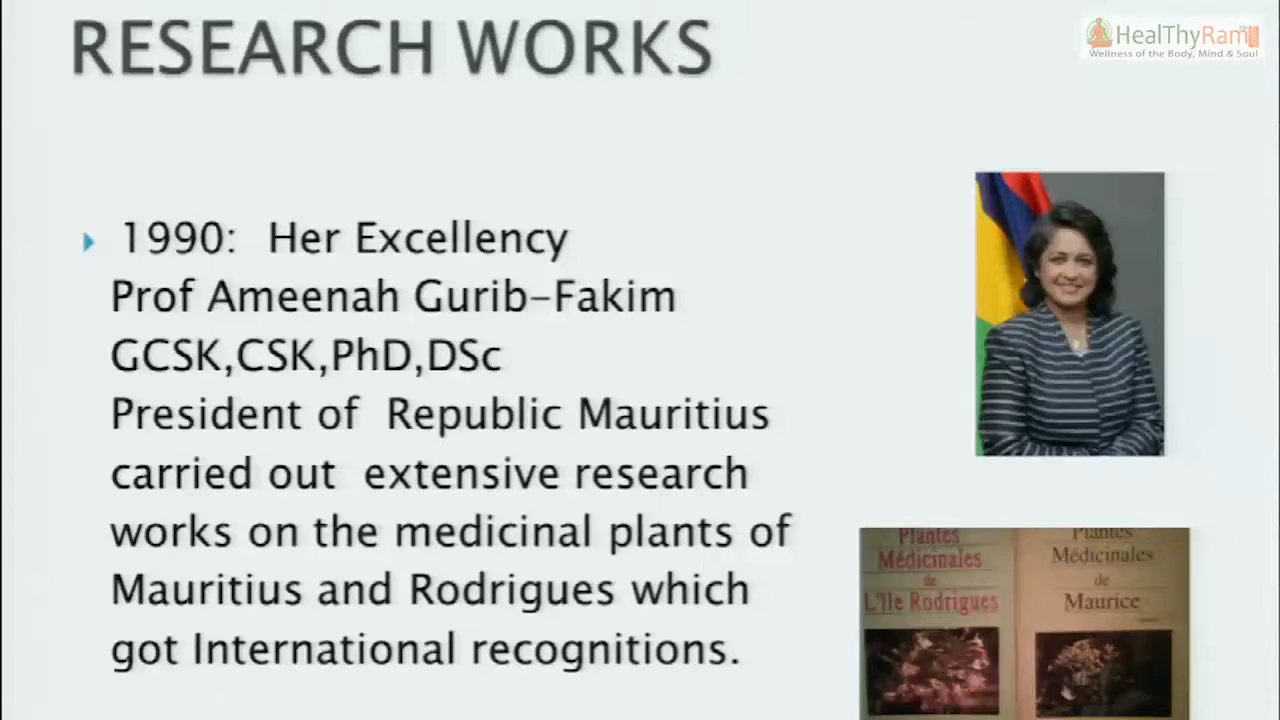 RESEARCH WORKS
HealThyRam
Wellness of the Body, Mind & Soul
1990: Her Excellency
Prof Ameenah Gurib-Fakim
GCSK,CSK,PhD,DSc
President of Republic Mauritius
carried out extensive research
works on the medicinal plants of
Mauritius and Rodrigues which
got International recognitions.
Plantes
Médicinales
de
L'Ile Rodrigues
Plantes
Médicinales
de
Maurice